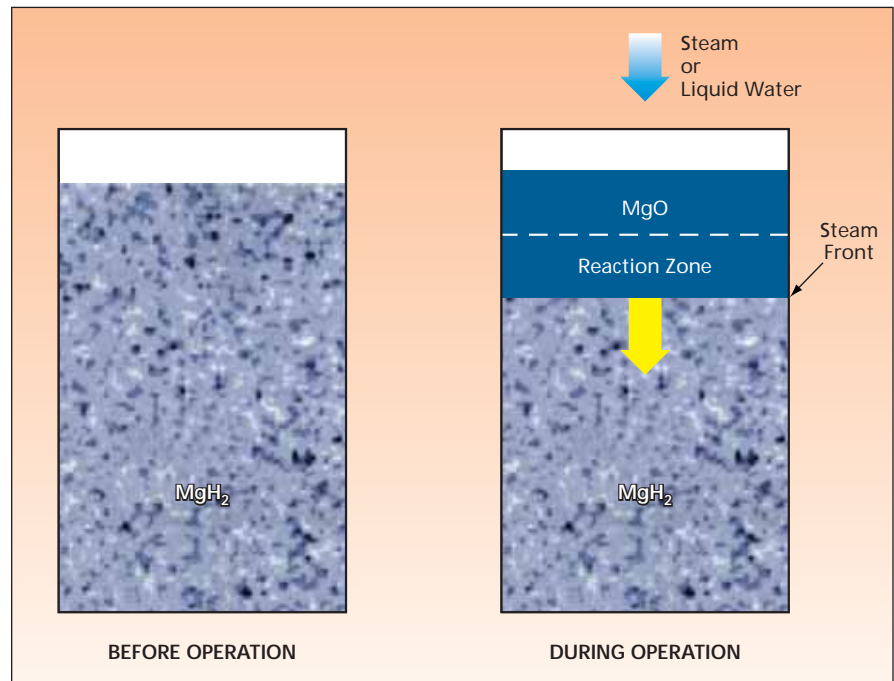 Steam
or
Liquid Water
MgO
Reaction Zone
Steam
Front
MgH₂
MgH₂
BEFORE OPERATION
DURING OPERATION